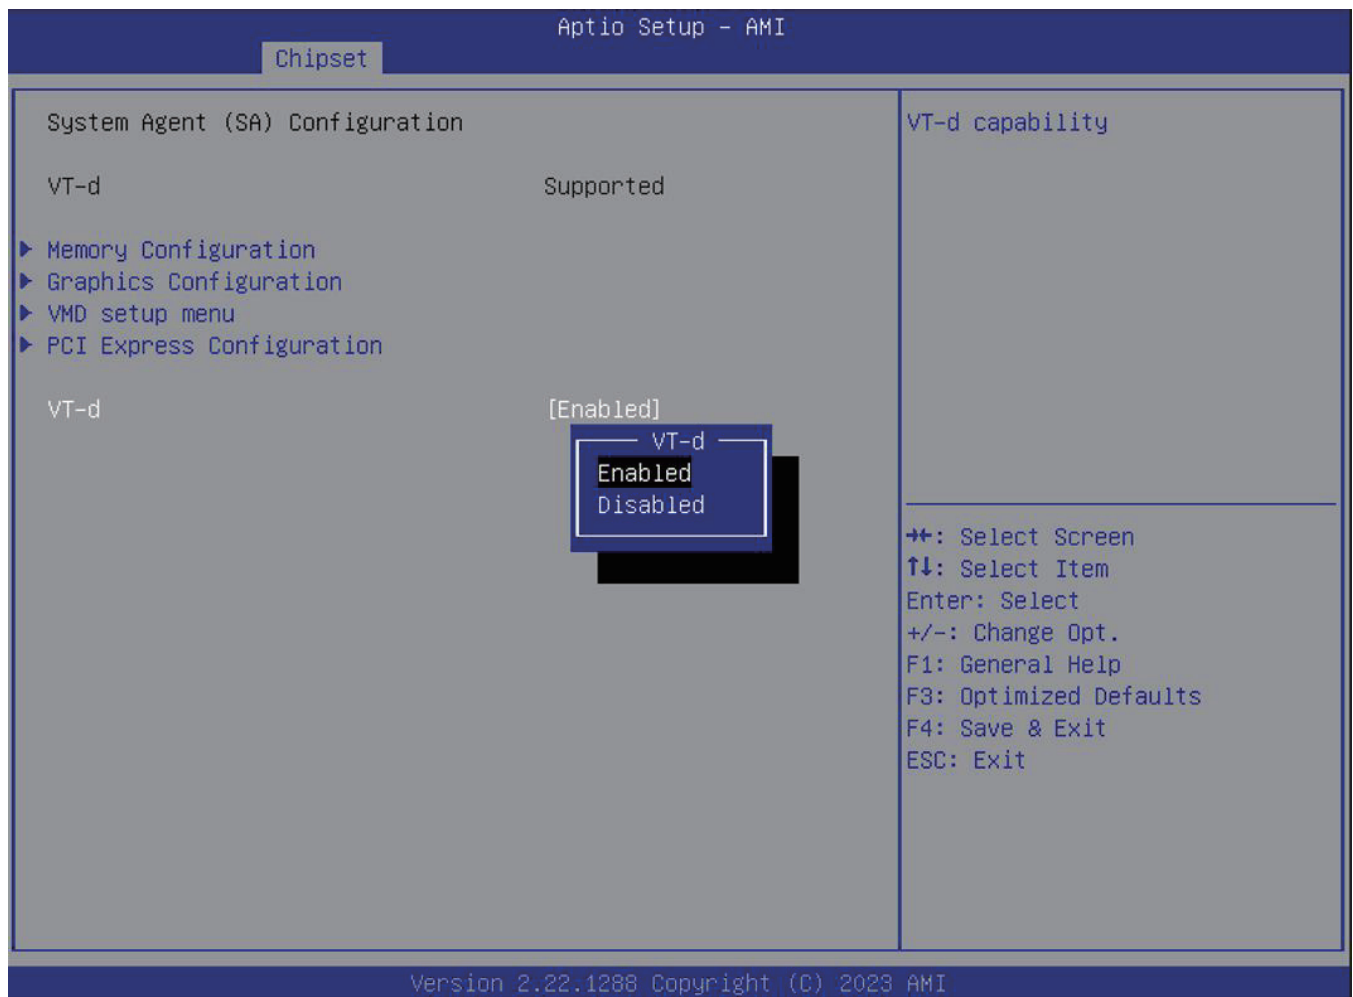 Aptio Setup – AMI
Chipset
System Agent (SA) Configuration
VT-d Supported
Memory Configuration
Graphics Configuration
VMD setup menu
PCI Express Configuration
VT-d [Enabled]
VT-d
Enabled
Disabled
VT-d capability
→←: Select Screen
↑↓: Select Item
Enter: Select
+/-: Change Opt.
F1: General Help
F3: Optimized Defaults
F4: Save & Exit
ESC: Exit
Version 2.22.1288 Copyright (C) 2023 AMI